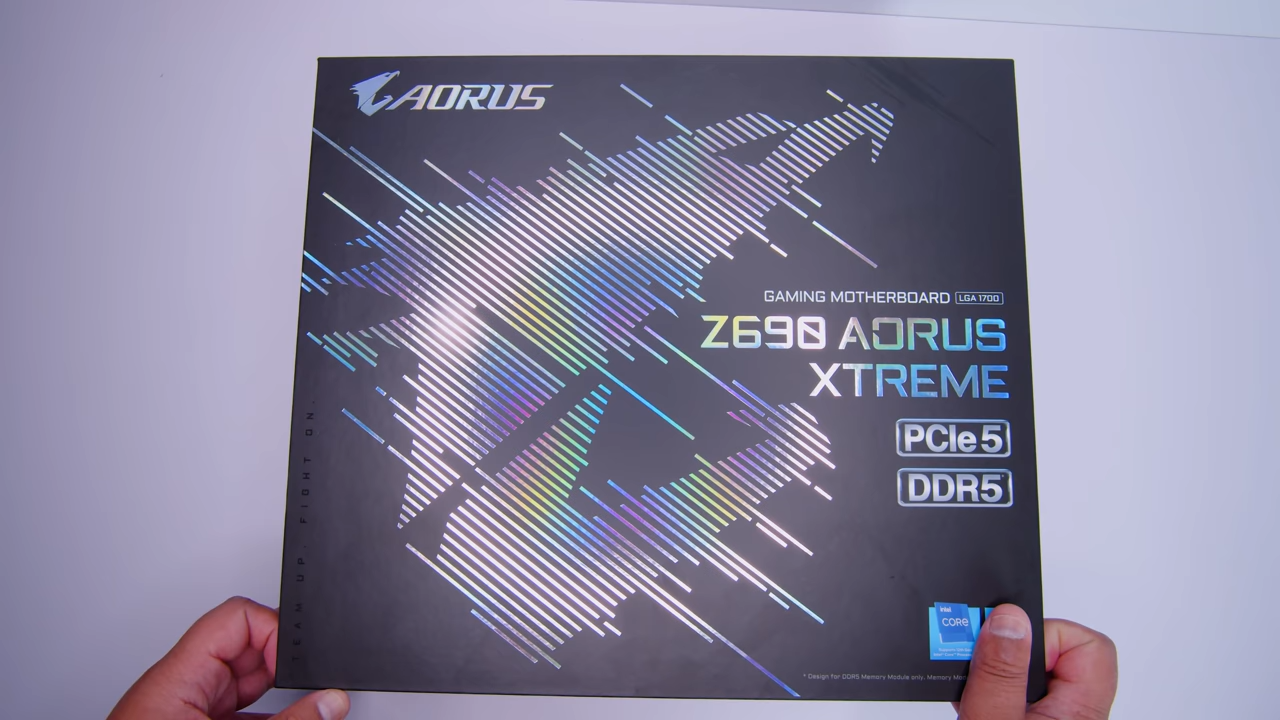 AORUS
GAMING MOTHERBOARD LGA 1700
Z690 AORUS
XTREME
PCIe 5
DDR5
TEAM UP. FIGHT ON.
intel
CORE
* Design for DDR5 Memory Module only, Memory